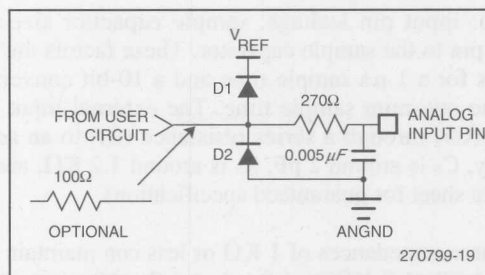 VREF
D1
270Ω
FROM USER
CIRCUIT
ANALOG
INPUT PIN
D2
0.005μF
100Ω
OPTIONAL
ANGND
270799-19